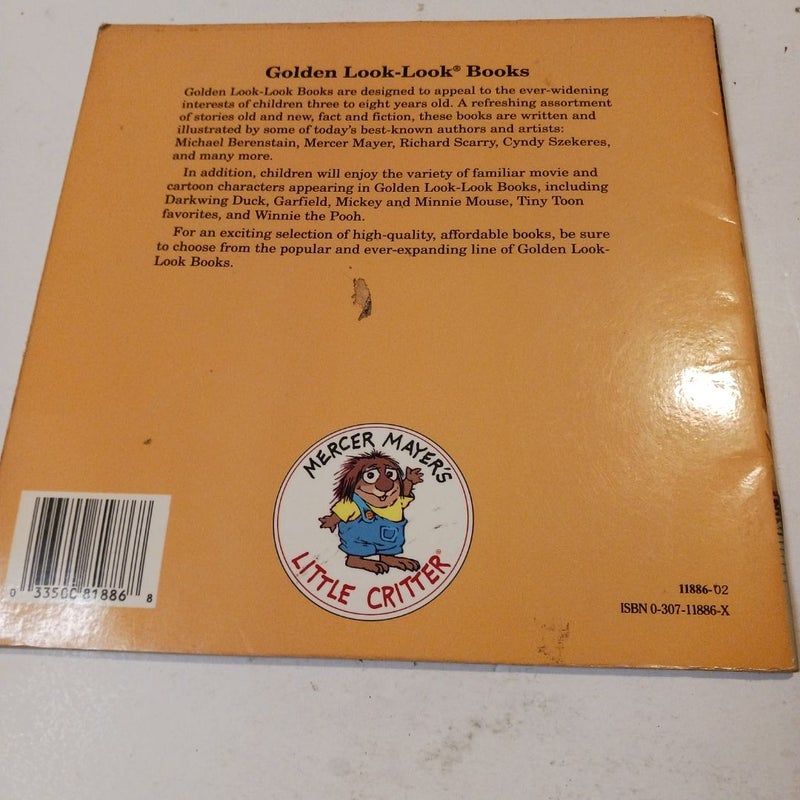 Golden Look-Look® Books
Golden Look-Look Books are designed to appeal to the ever-widening
interests of children three to eight years old. A refreshing assortment
of stories old and new, fact and fiction, these books are written and
illustrated by some of today's best-known authors and artists:
Michael Berenstain, Mercer Mayer, Richard Scarry, Cyndy Szekeres,
and many more.
In addition, children will enjoy the variety of familiar movie and
cartoon characters appearing in Golden Look-Look Books, including
Darkwing Duck, Garfield, Mickey and Minnie Mouse, Tiny Toon
favorites, and Winnie the Pooh.
For an exciting selection of high-quality, affordable books, be sure
to choose from the popular and ever-expanding line of Golden Look-
Look Books.
MERCER MAYER'S
LITTLE CRITTER®
0 33500 81886 8
11886-02
ISBN 0-307-11886-X